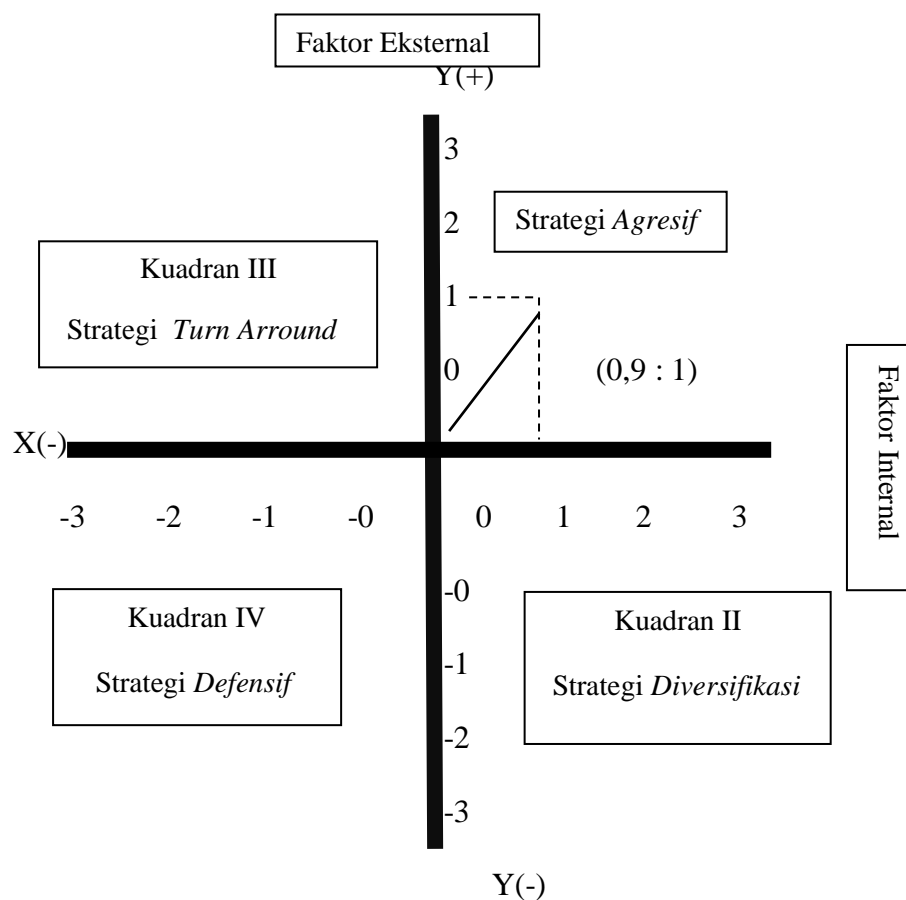 Faktor Eksternal
Y(+)
3
2
Strategi Agresif
Kuadran III
Strategi Turn Arround
1
0
(0,9 : 1)
Faktor Internal
X(-)
-3 -2 -1 -0 0 1 2 3
-0
Kuadran IV
Strategi Defensif
Kuadran II
Strategi Diversifikasi
-1
-2
-3
Y(-)